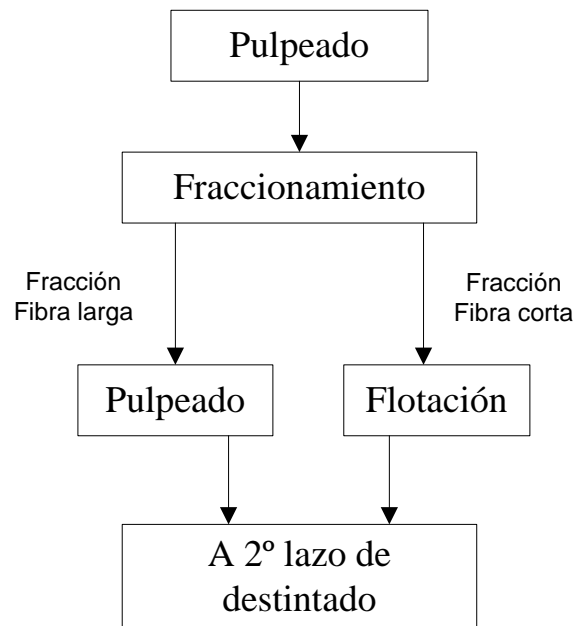 Pulpeado
Fraccionamiento
Fracción
Fibra larga
Fracción
Fibra corta
Pulpeado
Flotación
A 2º lazo de
destintado